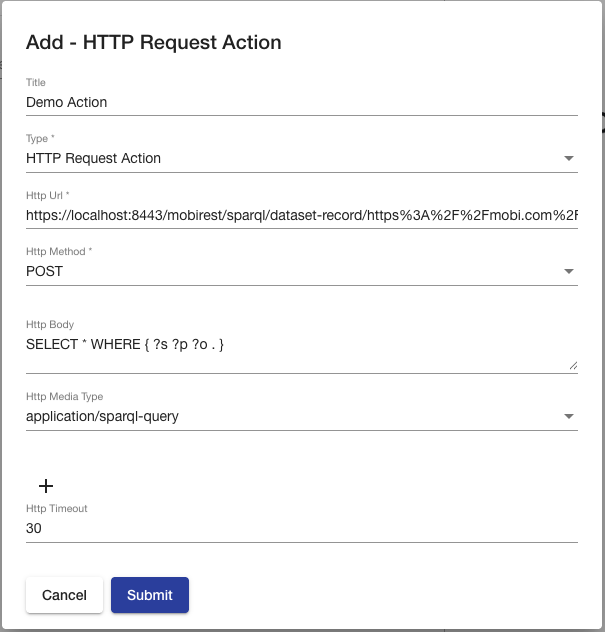 Add - HTTP Request Action
Title
Demo Action
Type *
HTTP Request Action
Http Url *
https://localhost:8443/mobirest/sparql/dataset-record/https%3A%2F%2Fmobi.com%2F
Http Method *
POST
Http Body
SELECT * WHERE { ?s ?p ?o . }
Http Media Type
application/sparql-query
+
Http Timeout
30
Cancel Submit